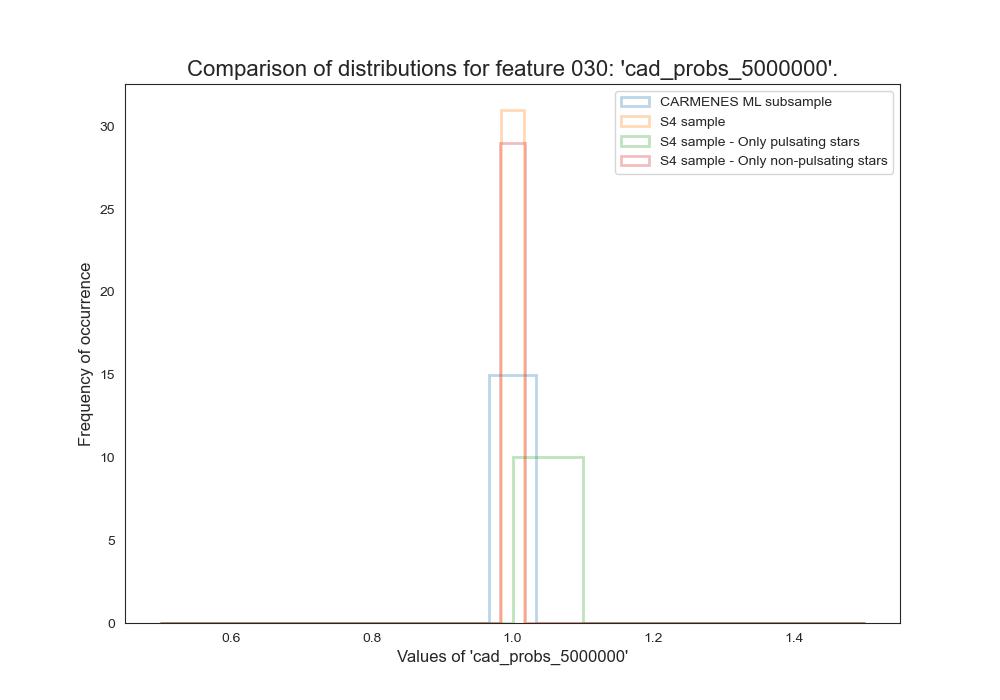 Comparison of distributions for feature 030: 'cad_probs_5000000'.
CARMENES ML subsample
S4 sample
S4 sample - Only pulsating stars
S4 sample - Only non-pulsating stars
Frequency of occurrence
30
25
20
15
10
5
0
0.6 0.8 1.0 1.2 1.4
Values of 'cad_probs_5000000'